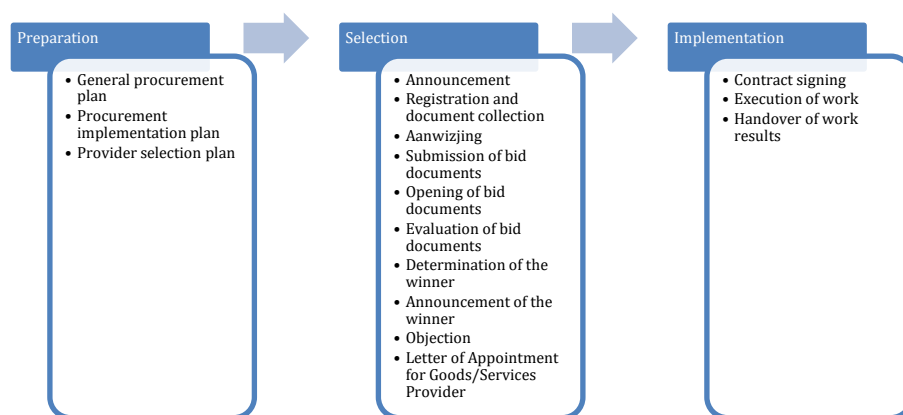 Preparation
• General procurement
plan
• Procurement
implementation plan
• Provider selection plan
Selection
• Announcement
• Registration and
document collection
• Aanwizjing
• Submission of bid
documents
• Opening of bid
documents
• Evaluation of bid
documents
• Determination of the
winner
• Announcement of the
winner
• Objection
• Letter of Appointment
for Goods/Services
Provider
Implementation
• Contract signing
• Execution of work
• Handover of work
results